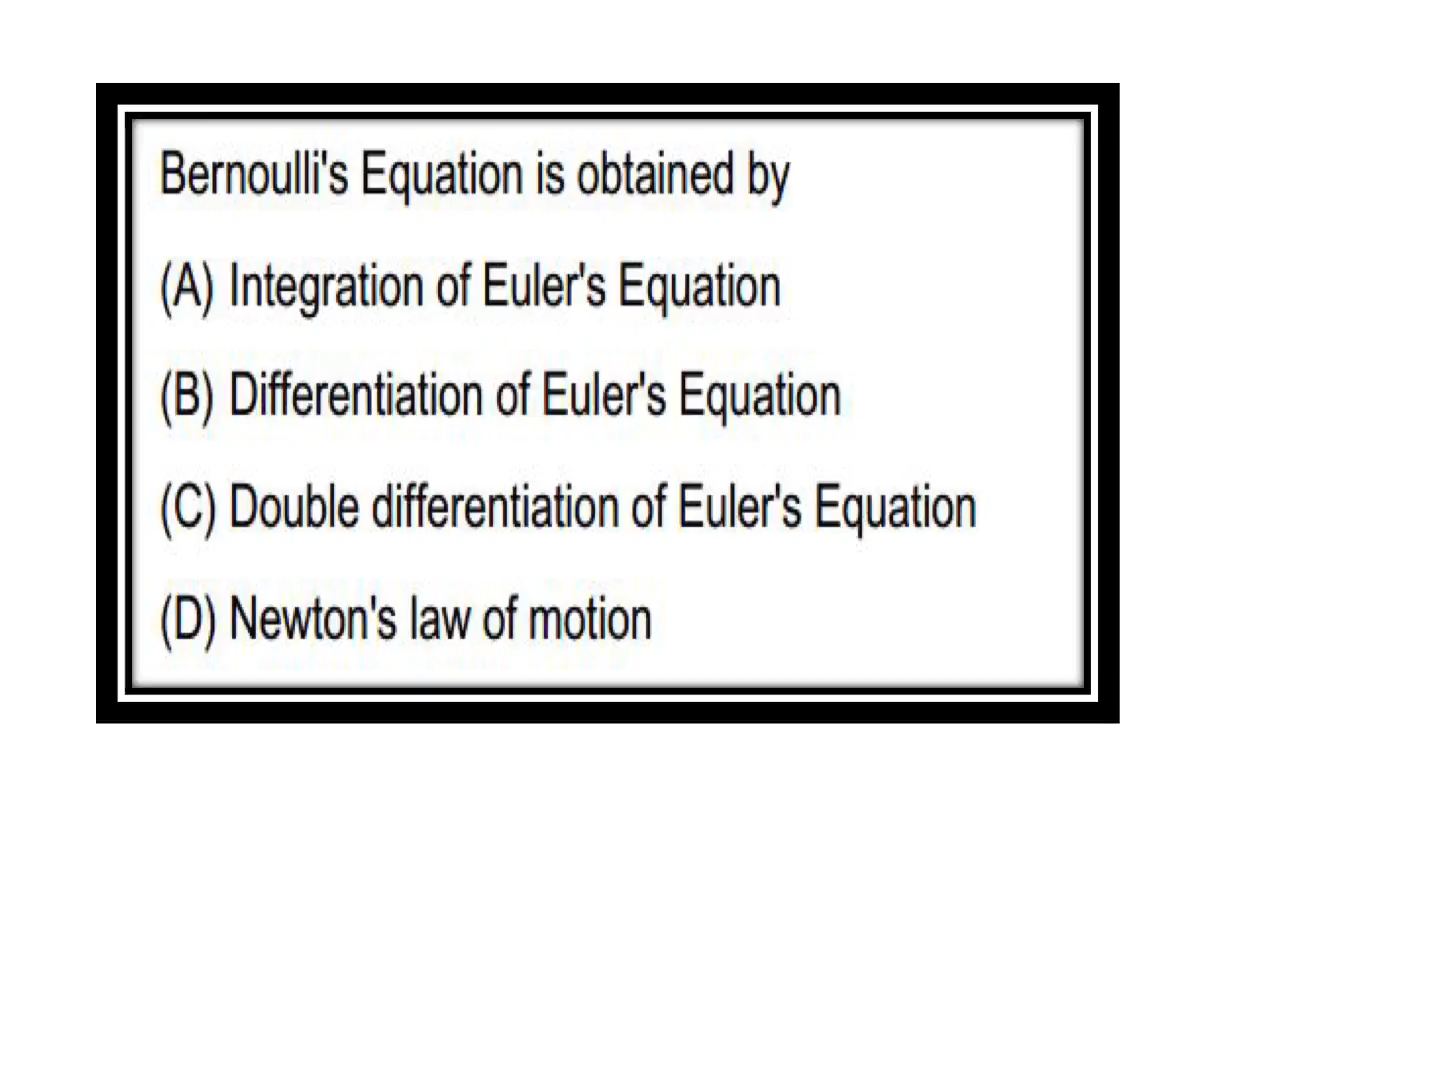 Bernoulli's Equation is obtained by
(A) Integration of Euler's Equation
(B) Differentiation of Euler's Equation
(C) Double differentiation of Euler's Equation
(D) Newton's law of motion